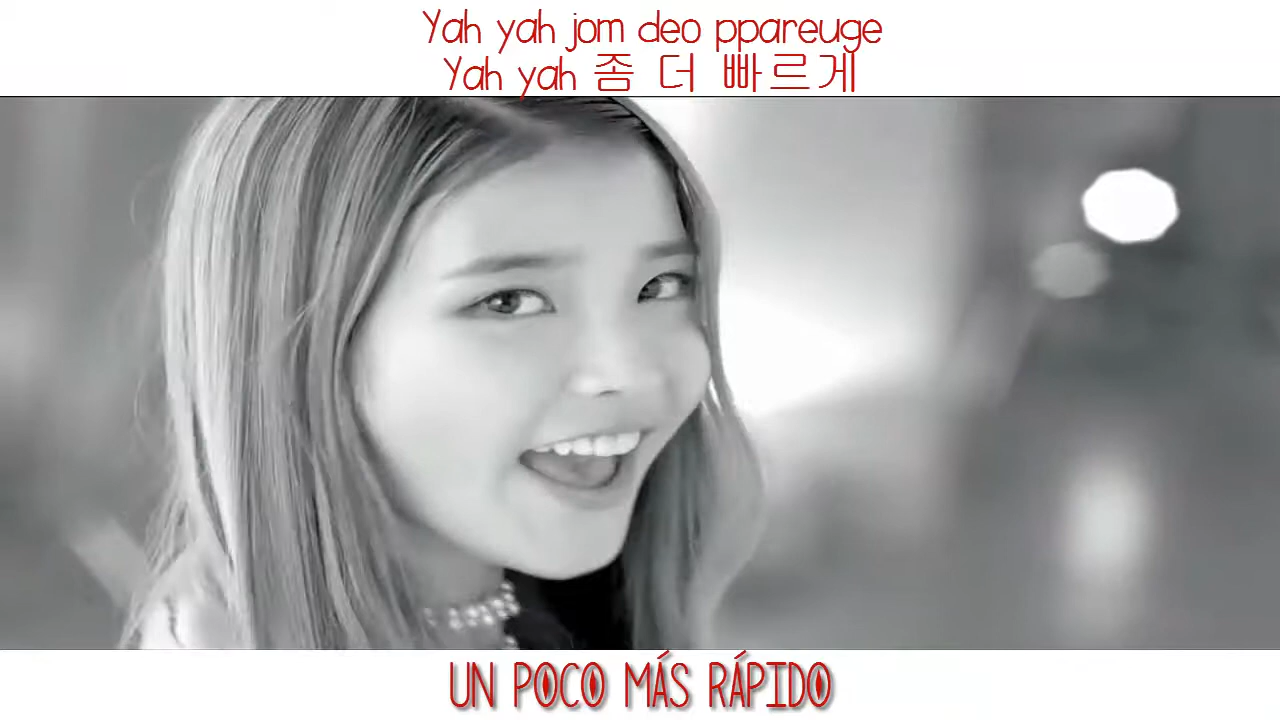 Yah yah jom deo ppareuge
Yah yah 좀 더 빠르게
UN POCO MÁS RÁPIDO